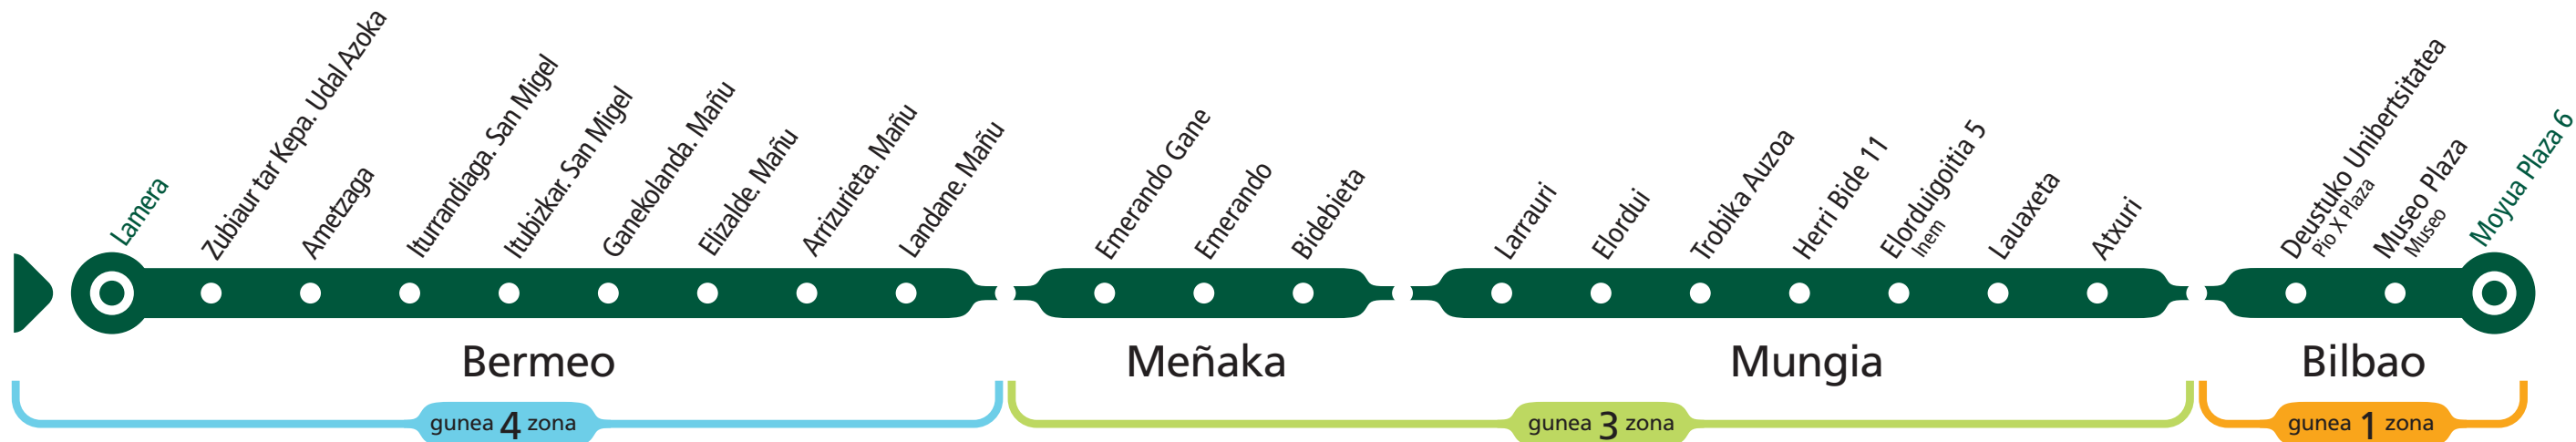 Lamera
Zubiaur tar Kepa. Udal Azoka
Ametzaga
Iturrandiaga. San Migel
Itubizkar. San Migel
Ganekolanda. Mañu
Elizalde. Mañu
Arrizurieta. Mañu
Landane. Mañu
Emerando Gane
Emerando
Bidebieta
Larrauri
Elordui
Trobika Auzoa
Herri Bide 11
Elorduigoitia 5
Inem
Lauaxeta
Atxuri
Deustuko Unibertsitatea
Pio X Plaza
Museo Plaza
Museo
Moyua Plaza 6
Bermeo
Meñaka
Mungia
Bilbao
gunea 4 zona
gunea 3 zona
gunea 1 zona